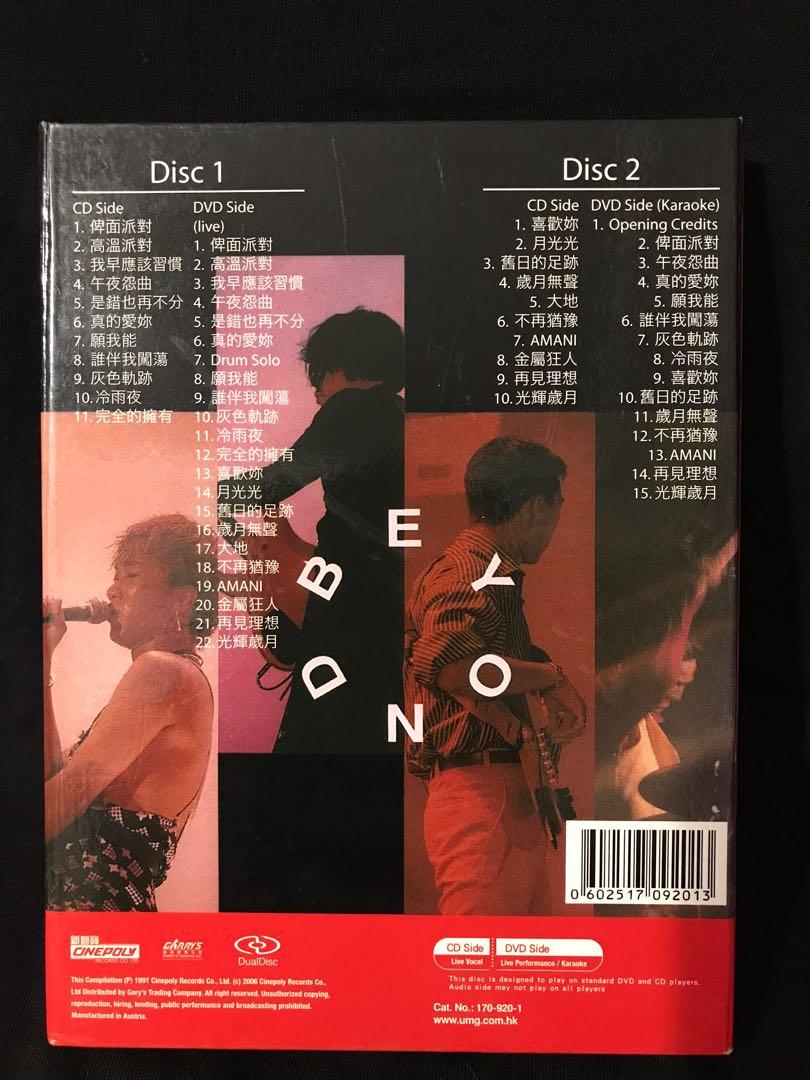 Disc 1
CD Side
1. 俾面派對
2. 高溫派對
3. 我早應該習慣
4. 午夜怨曲
5. 是錯也再不分
6. 真的愛妳
7. 願我能
8. 誰伴我闖蕩
9. 灰色軌跡
10. 冷雨夜
11. 完全的擁有
DVD Side
(live)
1. 俾面派對
2. 高溫派對
3. 我早應該習慣
4. 午夜怨曲
5. 是錯也再不分
6. 真的愛妳
7. Drum Solo
8. 願我能
9. 誰伴我闖蕩
10. 灰色軌跡
11. 冷雨夜
12. 完全的擁有
13. 喜歡妳
14. 月光光
15. 舊日的足跡
16. 歲月無聲
17. 大地
18. 不再猶豫
19. AMANI
20. 金屬狂人
21. 再見理想
22. 光輝歲月
Disc 2
CD Side
1. 喜歡妳
2. 月光光
3. 舊日的足跡
4. 歲月無聲
5. 大地
6. 不再猶豫
7. AMANI
8. 金屬狂人
9. 再見理想
10. 光輝歲月
DVD Side (Karaoke)
1. Opening Credits
2. 俾面派對
3. 午夜怨曲
4. 真的愛妳
5. 願我能
6. 誰伴我闖蕩
7. 灰色軌跡
8. 冷雨夜
9. 喜歡妳
10. 舊日的足跡
11. 歲月無聲
12. 不再猶豫
13. AMANI
14. 再見理想
15. 光輝歲月
BEYOND
0 602517 092013
新藝寶
CINEPOLY
RECORDS CO. LTD
GARRY'S
DualDisc
CD Side
Live Vocal
DVD Side
Live Performance / Karaoke
This Compilation (P) 1991 Cinepoly Records Co., Ltd. (c) 2006 Cinepoly Records Co.,
Ltd Distributed by Gary's Trading Company. All right reserved. Unauthorized copying,
reproduction, hiring, lending, public performance and broadcasting prohibited.
Manufactured in Austria.
This disc is designed to play on standard DVD and CD players.
Audio side may not play on all players
Cat. No.: 170-920-1
www.umg.com.hk